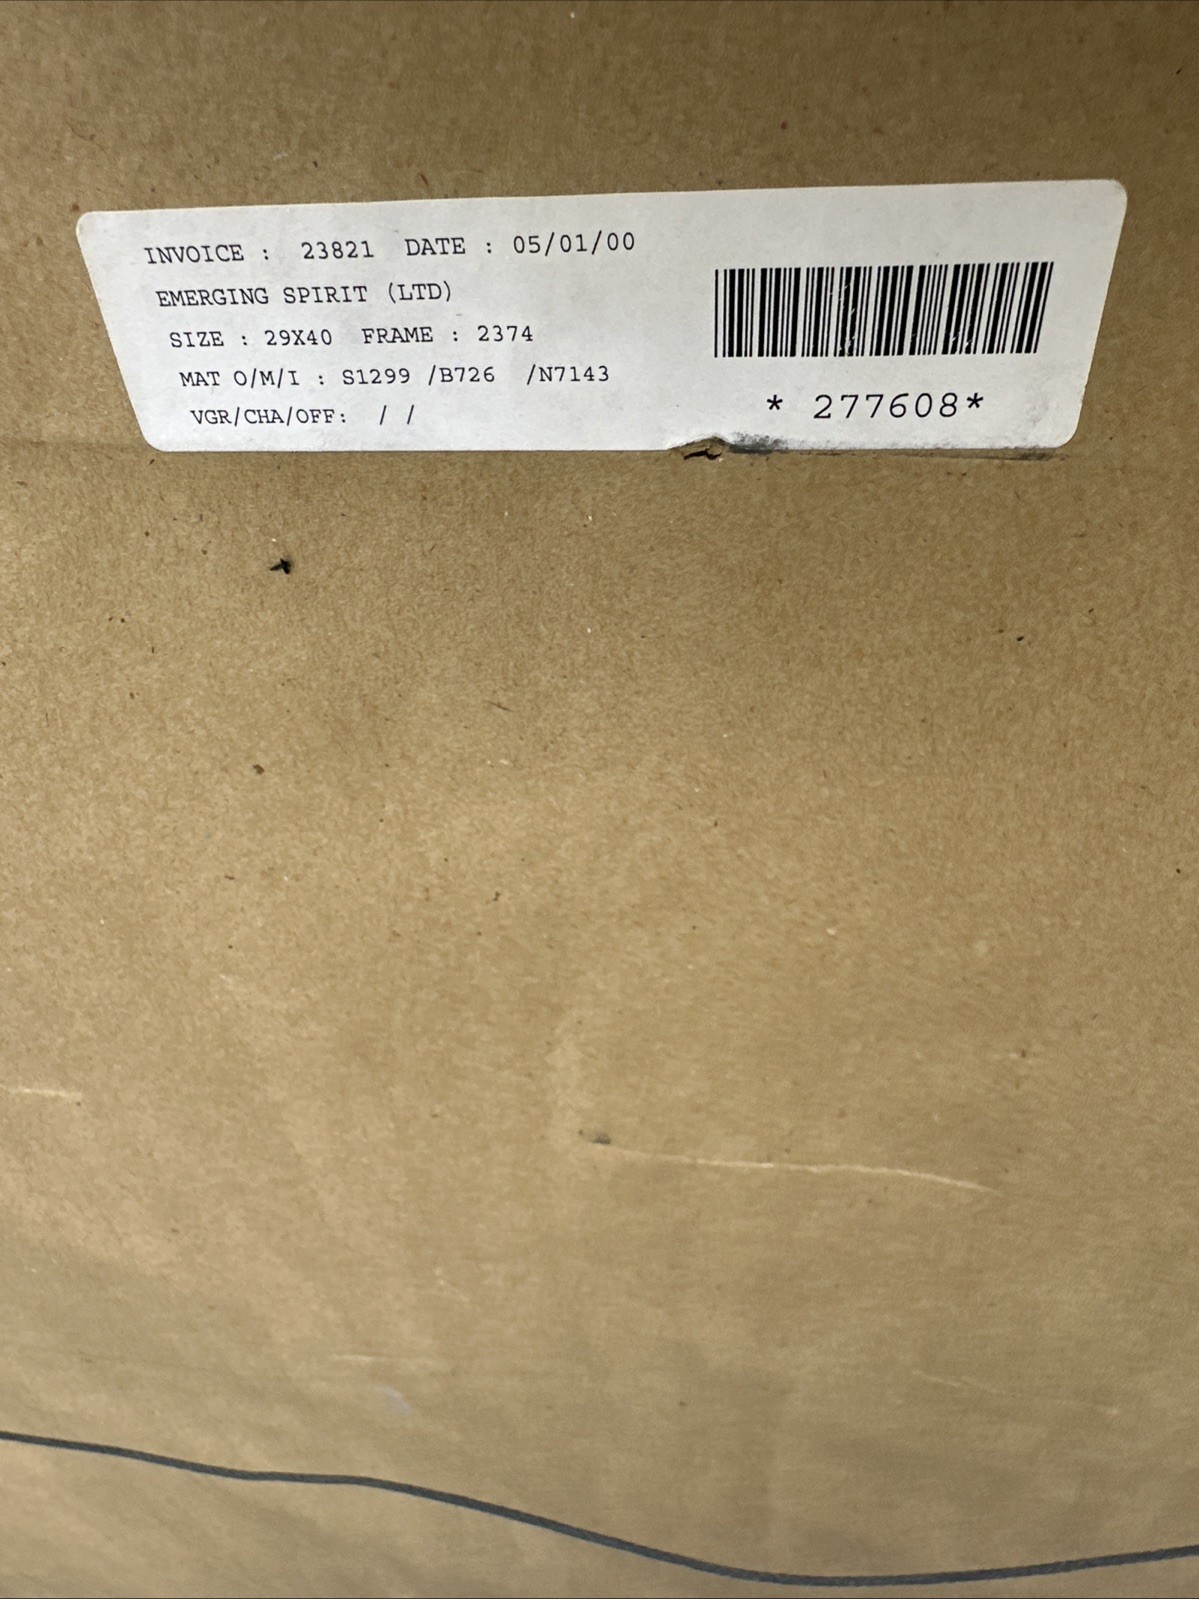 INVOICE : 23821 DATE : 05/01/00
EMERGING SPIRIT (LTD)
SIZE : 29X40 FRAME : 2374
MAT O/M/I : S1299 /B726 /N7143
VGR/CHA/OFF: / /
* 277608*